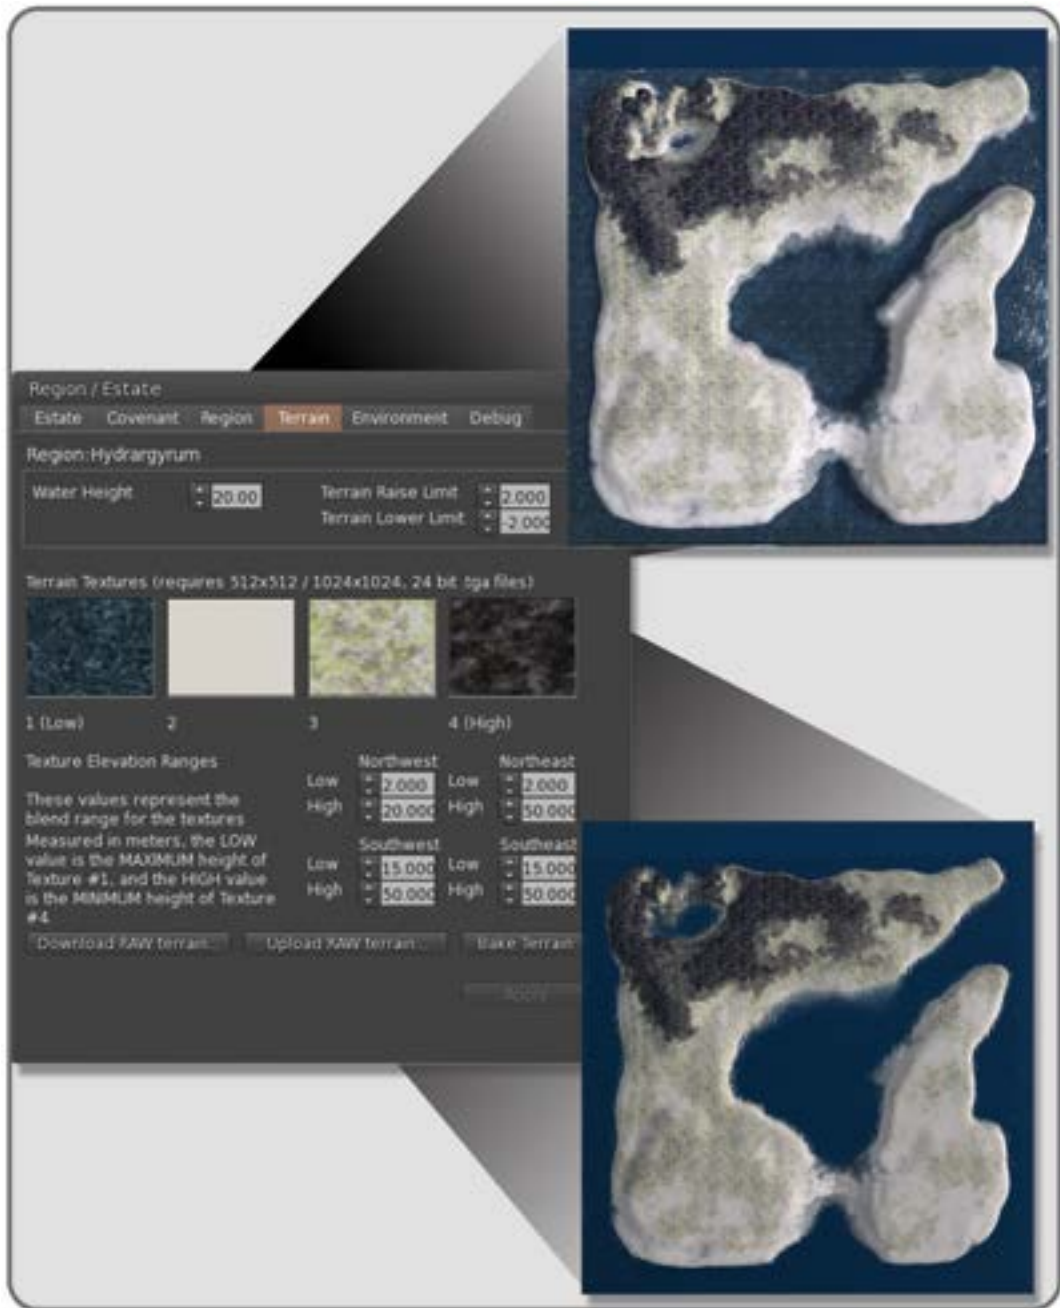 Region / Estate
Estate Covenant Region Terrain Environment Debug
Region: Hydrargyrum
Water Height 20.00 Terrain Raise Limit 2.000
Terrain Lower Limit -2.000
Terrain Textures (requires 512x512 / 1024x1024, 24 bit .tga files)
1 (Low) 2 3 4 (High)
Texture Elevation Ranges
Northwest Northeast
Low 2.000 Low 2.000
High 20.000 High 50.000
These values represent the
blend range for the textures
Measured in meters, the LOW
value is the MAXIMUM height of
Texture #1, and the HIGH value
is the MINIMUM height of Texture
#4
Southwest Southeast
Low 15.000 Low 15.000
High 50.000 High 50.000
Download RAW terrain... Upload RAW terrain... Bake Terrain
Apply